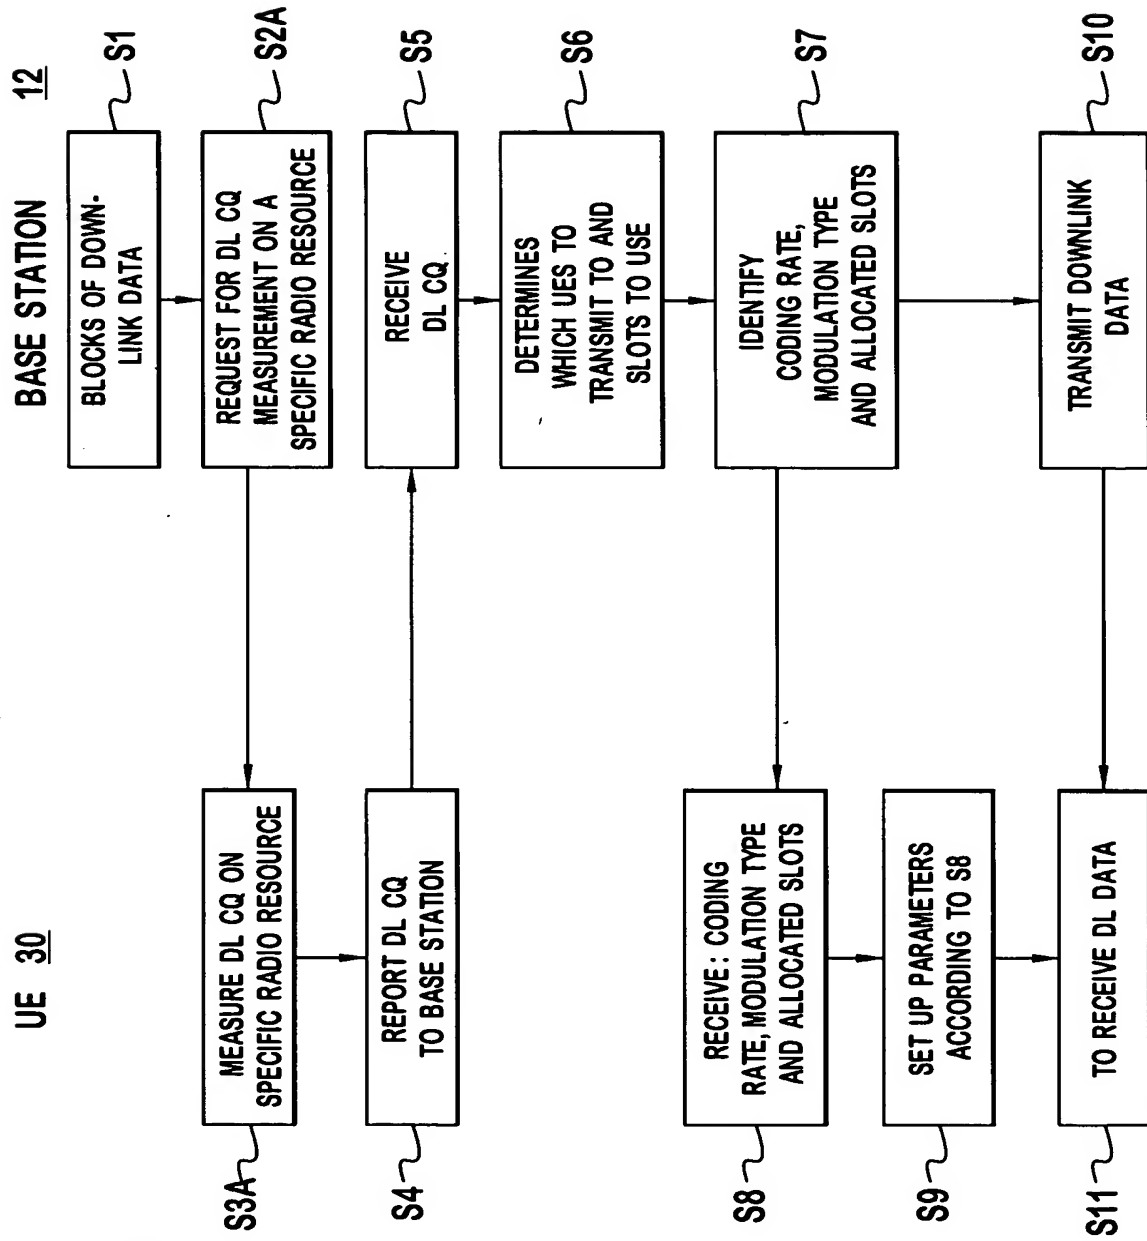 UE 30
BASE STATION 12
BLOCKS OF DOWN-
LINK DATA
S1
REQUEST FOR DL CQ
MEASUREMENT ON A
SPECIFIC RADIO RESOURCE
S2A
MEASURE DL CQ ON
SPECIFIC RADIO RESOURCE
S3A
REPORT DL CQ
TO BASE STATION
S4
RECEIVE
DL CQ
S5
DETERMINES
WHICH UES TO
TRANSMIT TO AND
SLOTS TO USE
S6
IDENTIFY
CODING RATE,
MODULATION TYPE
AND ALLOCATED SLOTS
S7
RECEIVE: CODING
RATE, MODULATION TYPE
AND ALLOCATED SLOTS
S8
SET UP PARAMETERS
ACCORDING TO S8
S9
TRANSMIT DOWNLINK
DATA
S10
TO RECEIVE DL DATA
S11